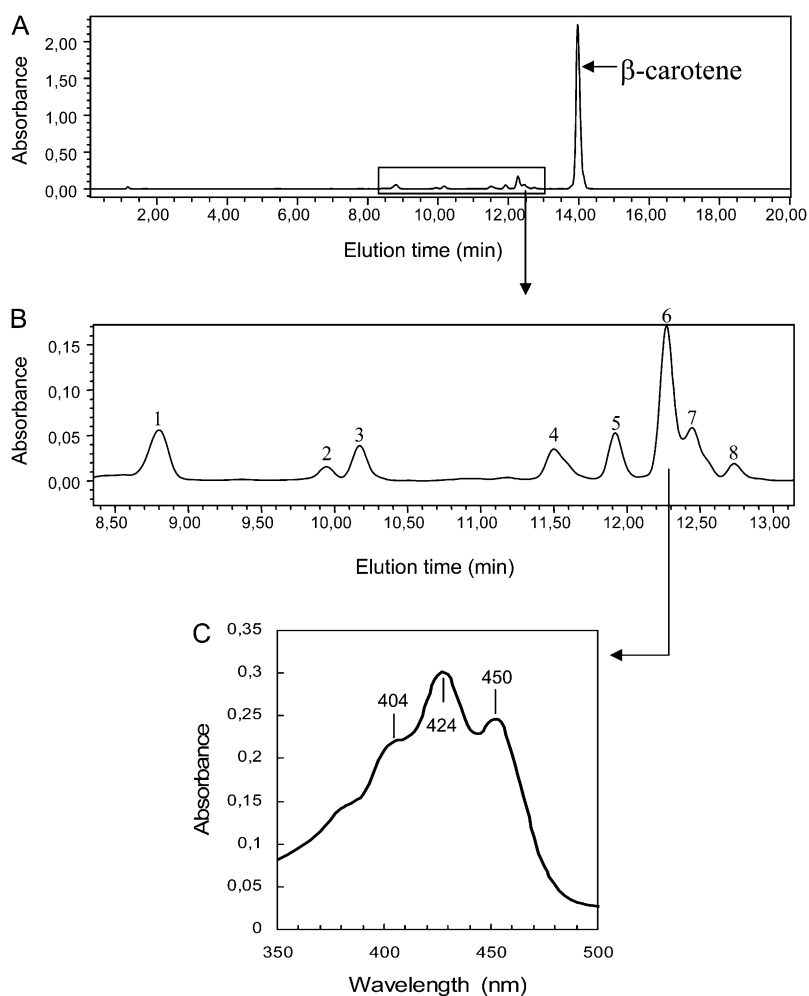 A
Absorbance
2,00
1,50
1,00
0,50
0,00
β-carotene
2,00 4,00 6,00 8,00 10,00 12,00 14,00 16,00 18,00 20,00
Elution time (min)
B
Absorbance
0,15
0,10
0,05
0,00
1 2 3 4 5 6 7 8
8,50 9,00 9,50 10,00 10,50 11,00 11,50 12,00 12,50 13,00
Elution time (min)
C
Absorbance
0,35
0,3
0,25
0,2
0,15
0,1
0,05
0
404
424
450
350 400 450 500
Wavelength (nm)